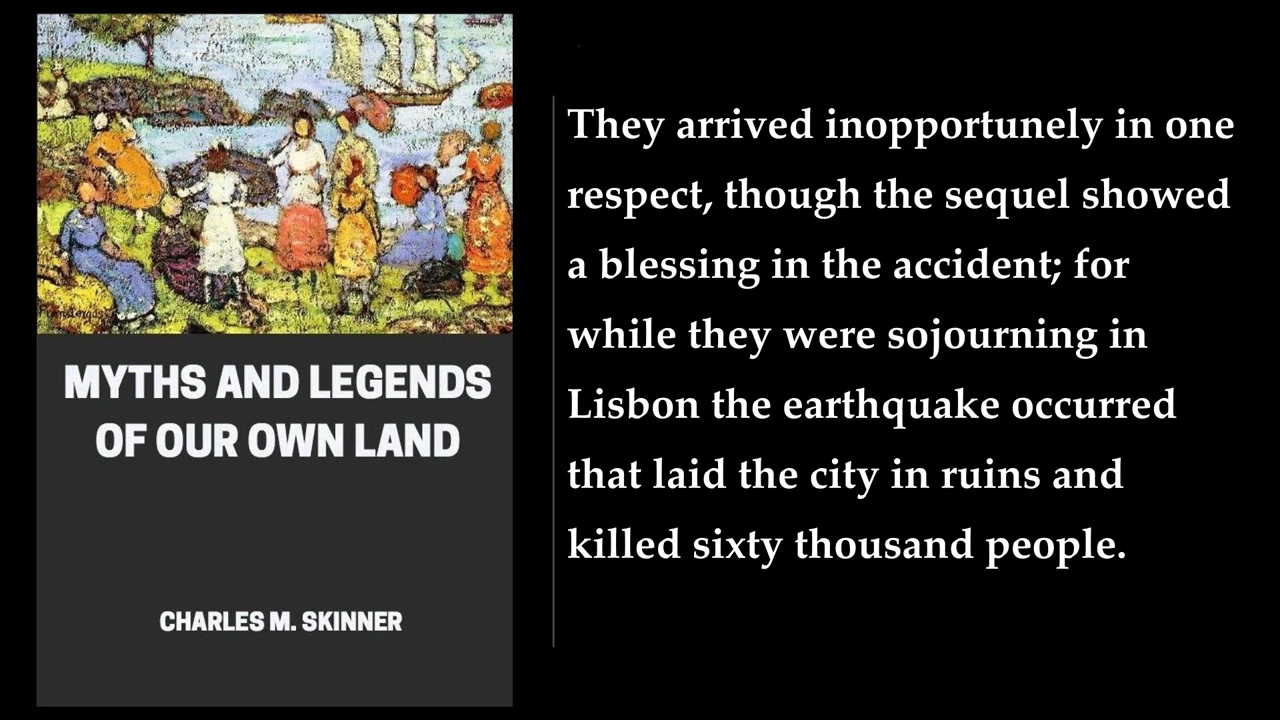 MYTHS AND LEGENDS
OF OUR OWN LAND
CHARLES M. SKINNER
They arrived inopportunely in one
respect, though the sequel showed
a blessing in the accident; for
while they were sojourning in
Lisbon the earthquake occurred
that laid the city in ruins and
killed sixty thousand people.